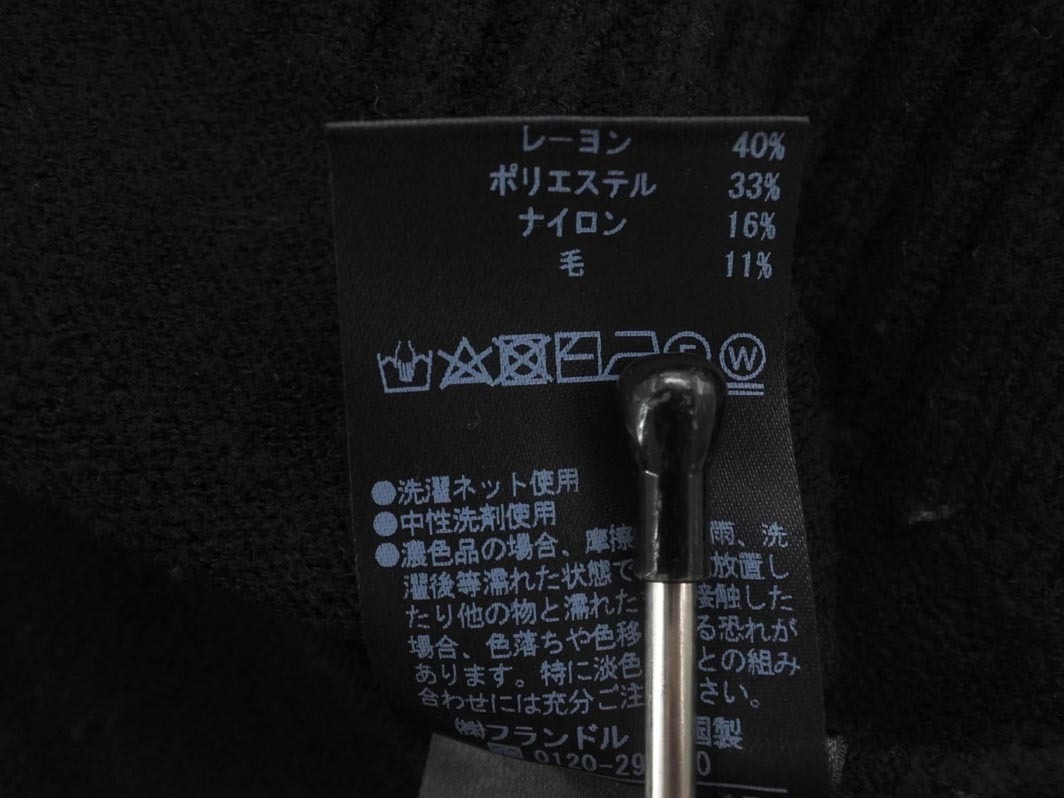 レーヨン 40%
ポリエステル 33%
ナイロン 16%
毛 11%
W
●洗濯ネット使用
●中性洗剤使用
●濃色品の場合、摩擦 雨、洗
濯後等濡れた状態で 放置し
たり他の物と濡れた 接触した
場合、色落ちや色移 る恐れが
あります。特に淡色 との組み
合わせには充分ご注 さい。
㈱フランドル 国製
0120-29 0